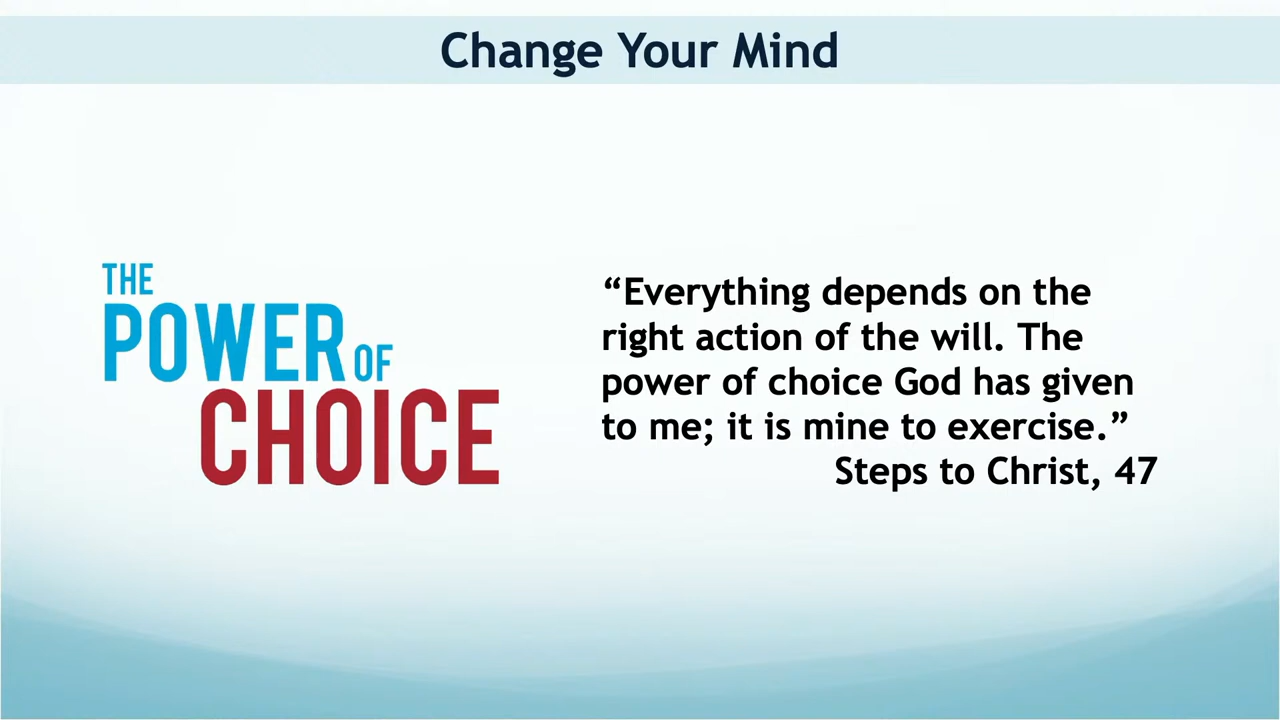 Change Your Mind
THE
POWER OF
CHOICE
“Everything depends on the
right action of the will. The
power of choice God has given
to me; it is mine to exercise.”
Steps to Christ, 47